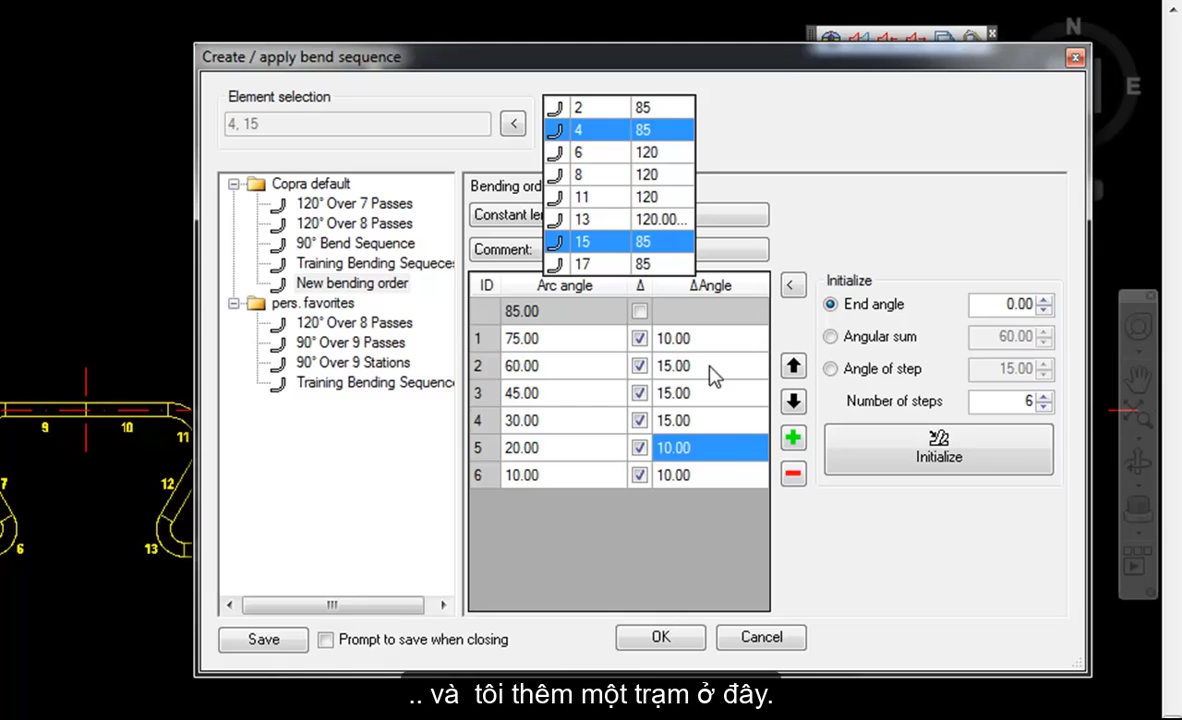 N
E
Create / apply bend sequence
Element selection
4, 15
<
2 85
4 85
6 120
8 120
11 120
13 120.00...
15 85
17 85
Copra default
120° Over 7 Passes
120° Over 8 Passes
90° Bend Sequence
Training Bending Sequeces
New bending order
pers. favorites
120° Over 8 Passes
90° Over 9 Passes
90° Over 9 Stations
Training Bending Sequence
Bending ord
Constant le
Comment:
ID Arc angle Δ ΔAngle
85.00
1 75.00 10.00
2 60.00 15.00
3 45.00 15.00
4 30.00 15.00
5 20.00 10.00
6 10.00 10.00
<
Initialize
End angle 0.00
Angular sum 60.00
Angle of step 15.00
Number of steps 6
Initialize
Save
Prompt to save when closing
OK
Cancel
9
10
11
12
13
7
6
.. và tôi thêm một trạm ở đây.